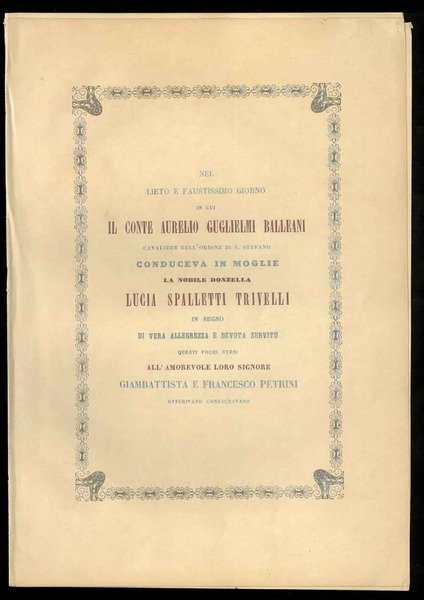 NEL
LIETO E FAUSTISSIMO GIORNO
IN CUI
IL CONTE AURELIO GUGLIELMI BALLEANI
CAVALIERE DELL'ORDINE DI S. STEFANO
CONDUCEVA IN MOGLIE
LA NOBILE DONZELLA
LUCIA SPALLETTI TRIVELLI
IN SEGNO
DI VERA ALLEGREZZA E DEVOTA SERVITÙ
QUESTI POCHI VERSI
ALL'AMOREVOLE LORO SIGNORE
GIAMBATTISTA E FRANCESCO PETRINI
OFFERIVANO CONSACRAVANO